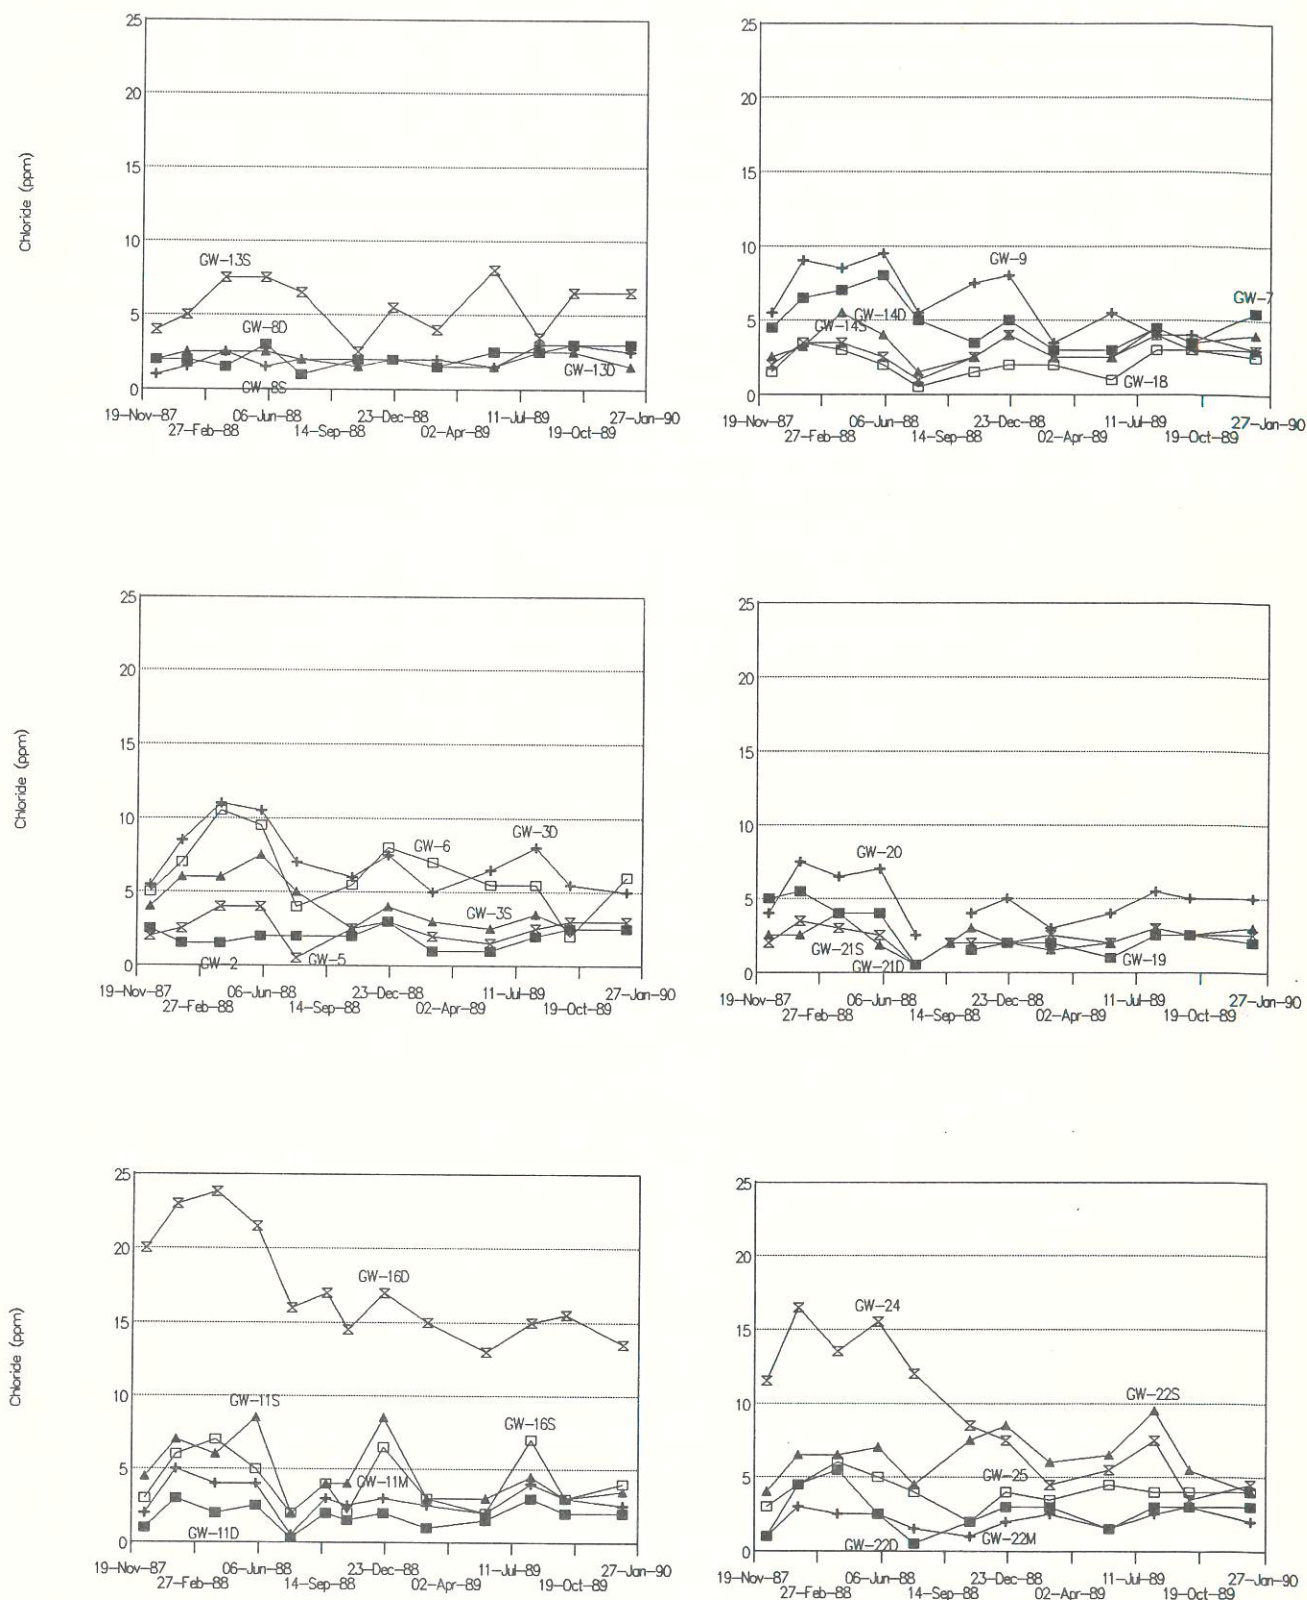 25
20
15
10
5
0
Chloride (ppm)
GW-13S
GW-8D
GW-8S
GW-13D
19-Nov-87 06-Jun-88 23-Dec-88 11-Jul-89 27-Jan-90
27-Feb-88 14-Sep-88 02-Apr-89 19-Oct-89
25
20
15
10
5
0
GW-9
GW-7
GW-14D
GW-14S
GW-18
19-Nov-87 06-Jun-88 23-Dec-88 11-Jul-89 27-Jan-90
27-Feb-88 14-Sep-88 02-Apr-89 19-Oct-89
25
20
15
10
5
0
Chloride (ppm)
GW-3D
GW-6
GW-3S
GW-2
GW-5
19-Nov-87 06-Jun-88 23-Dec-88 11-Jul-89 27-Jan-90
27-Feb-88 14-Sep-88 02-Apr-89 19-Oct-89
25
20
15
10
5
0
GW-20
GW-21S
GW-21D
GW-19
19-Nov-87 06-Jun-88 23-Dec-88 11-Jul-89 27-Jan-90
27-Feb-88 14-Sep-88 02-Apr-89 19-Oct-89
25
20
15
10
5
0
Chloride (ppm)
GW-16D
GW-11S
GW-16S
GW-11M
GW-11D
19-Nov-87 06-Jun-88 23-Dec-88 11-Jul-89 27-Jan-90
27-Feb-88 14-Sep-88 02-Apr-89 19-Oct-89
25
20
15
10
5
0
GW-24
GW-22S
GW-25
GW-22D
GW-22M
19-Nov-87 06-Jun-88 23-Dec-88 11-Jul-89 27-Jan-90
27-Feb-88 14-Sep-88 02-Apr-89 19-Oct-89